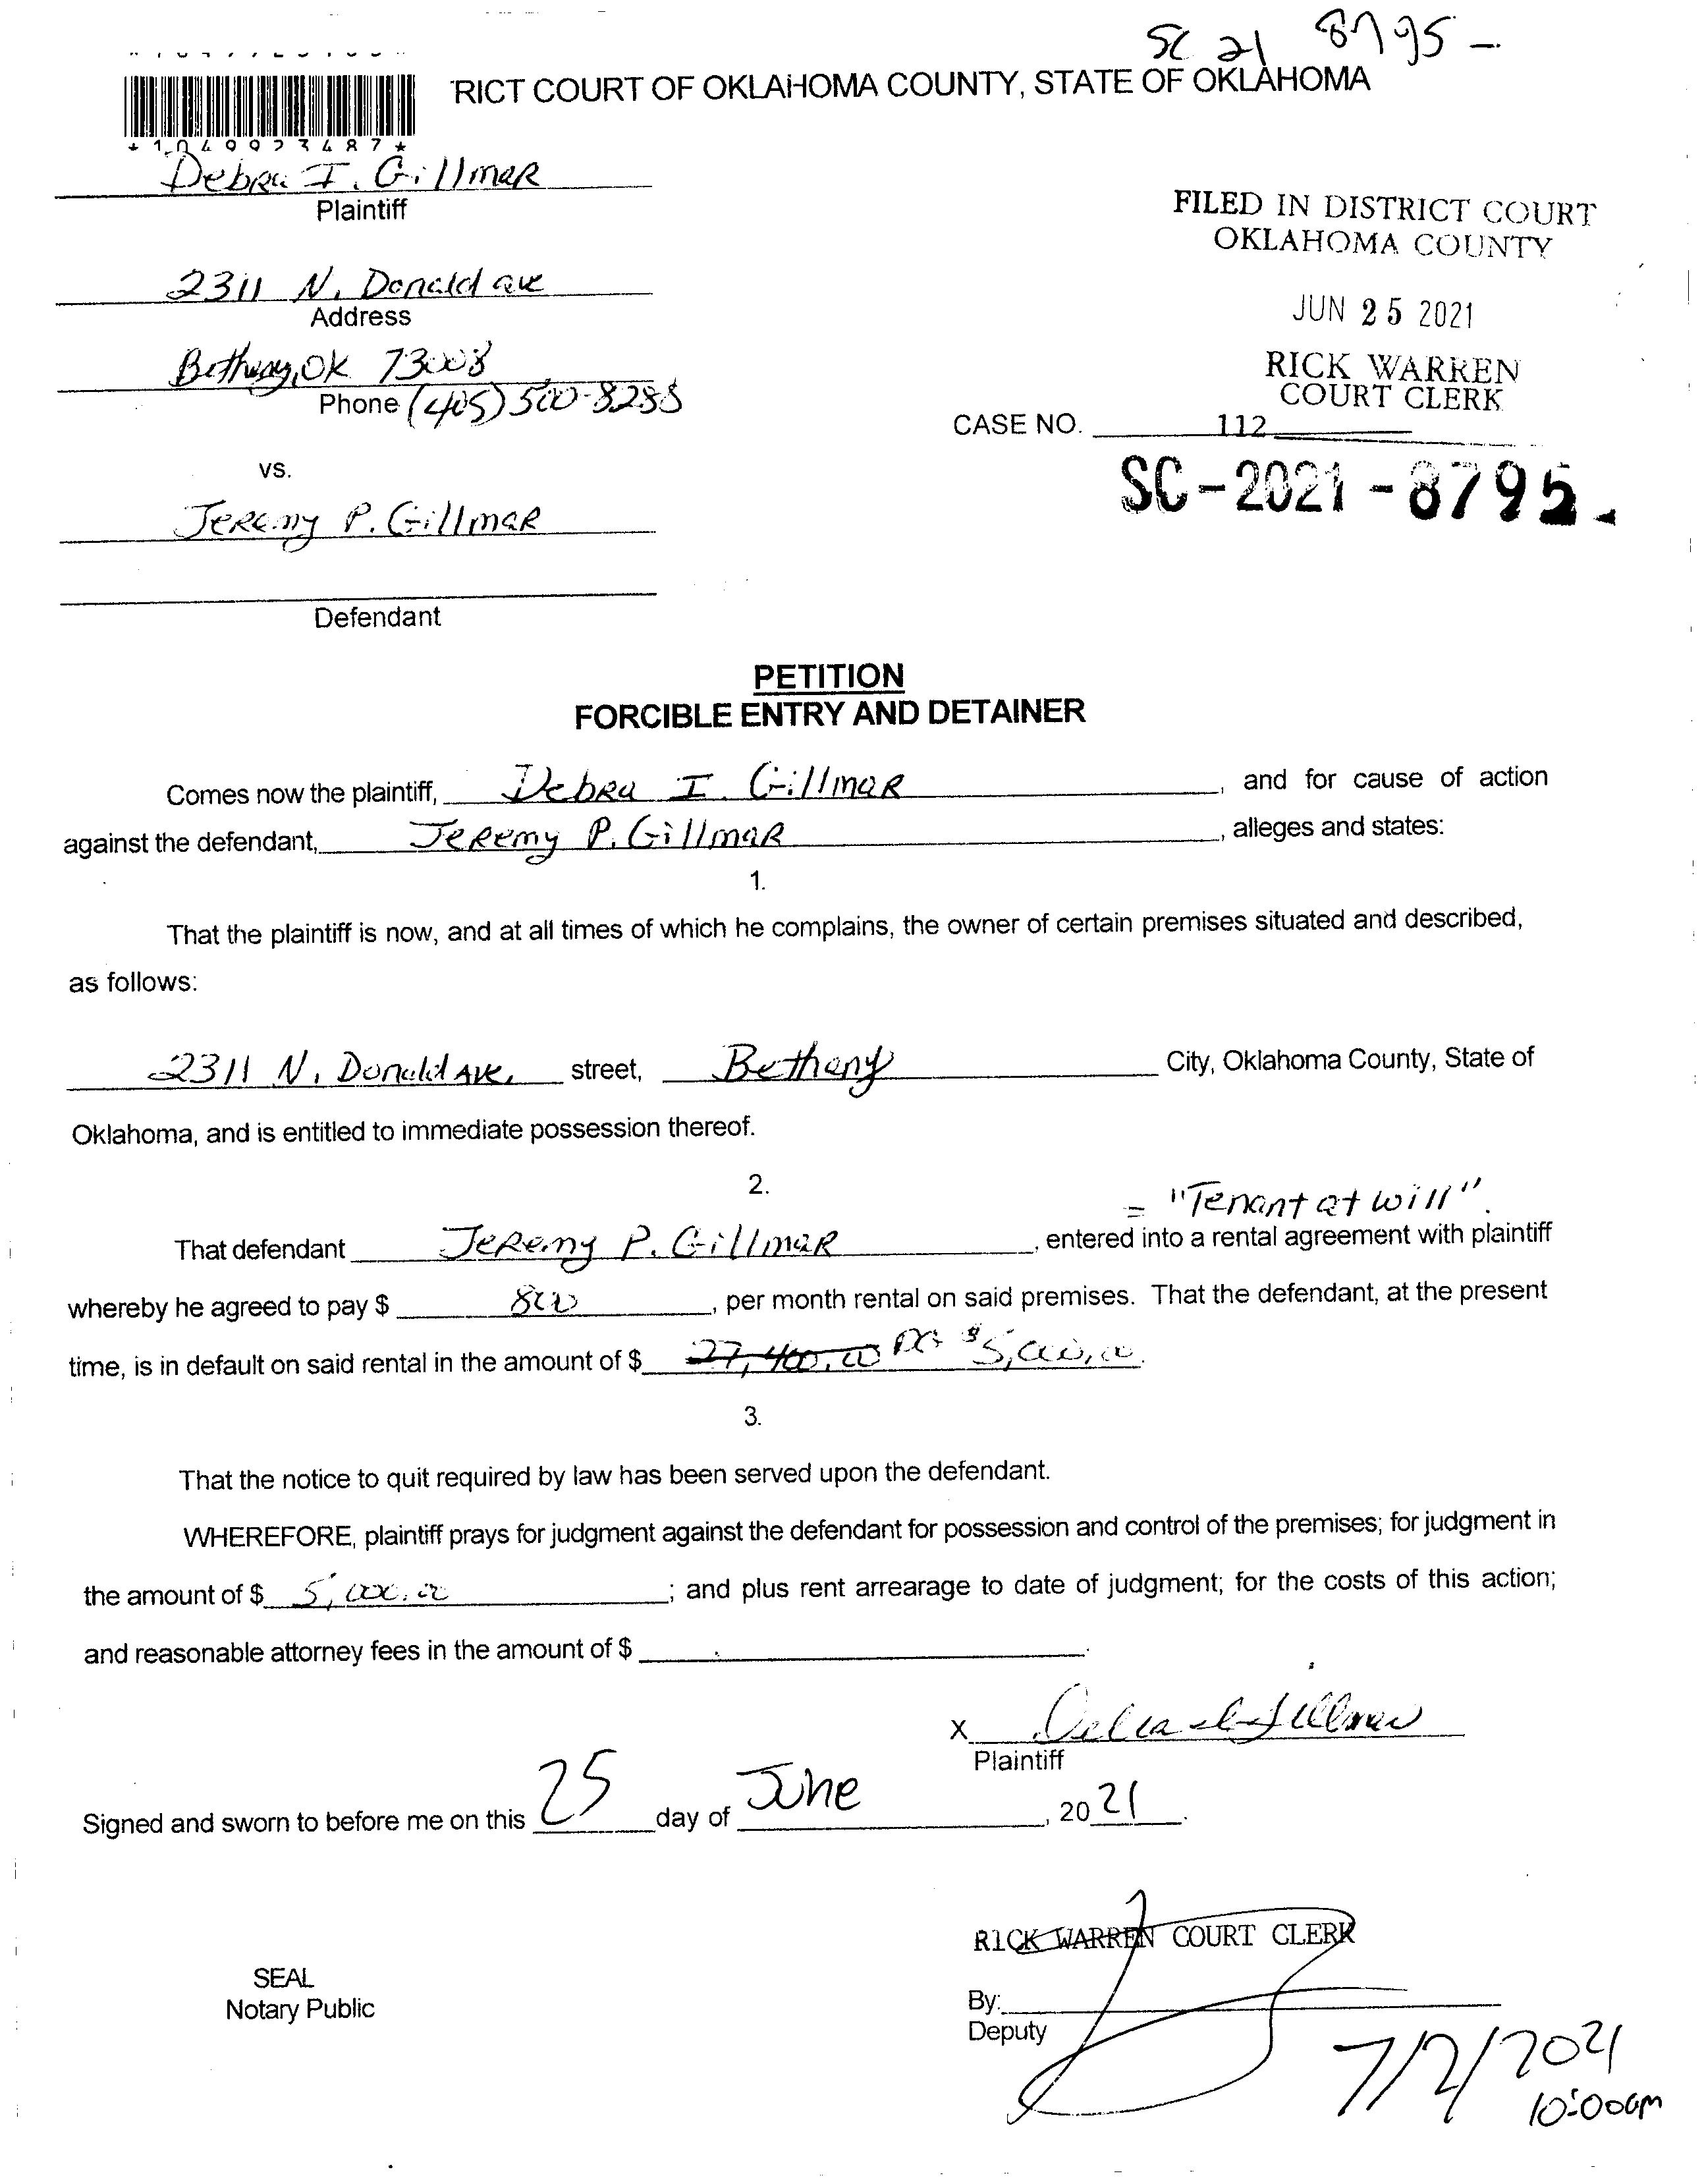 SC 21 8795-
RICT COURT OF OKLAHOMA COUNTY, STATE OF OKLAHOMA
*1049923487*
Debra I. Gillmar
Plaintiff
FILED IN DISTRICT COURT
OKLAHOMA COUNTY
2311 N. Donald ave
Address
JUN 25 2021
Bethany, OK 73008
RICK WARREN
COURT CLERK
Phone (405) 500-8288
CASE NO. 112
vs.
SC-2021-8795
Jeremy P. Gillmar
Defendant
PETITION
FORCIBLE ENTRY AND DETAINER
Comes now the plaintiff, Debra I. Gillmar, and for cause of action
against the defendant, Jeremy P. Gillmar, alleges and states:
1.
That the plaintiff is now, and at all times of which he complains, the owner of certain premises situated and described,
as follows:
2311 N. Donald Ave. street, Bethany City, Oklahoma County, State of
Oklahoma, and is entitled to immediate possession thereof.
2.
= "Tenant at will".
That defendant Jeremy P. Gillmar, entered into a rental agreement with plaintiff
whereby he agreed to pay $ 800, per month rental on said premises. That the defendant, at the present
time, is in default on said rental in the amount of $ 27,400.00 $5,000.00.
3.
That the notice to quit required by law has been served upon the defendant.
WHEREFORE, plaintiff prays for judgment against the defendant for possession and control of the premises; for judgment in
the amount of $ 5,000.00; and plus rent arrearage to date of judgment; for the costs of this action;
and reasonable attorney fees in the amount of $
X Debra I Gillmar
Plaintiff
Signed and sworn to before me on this 25 day of June, 2021.
RICK WARREN COURT CLERK
SEAL
Notary Public
By:
Deputy
7/2/2021
10:00am